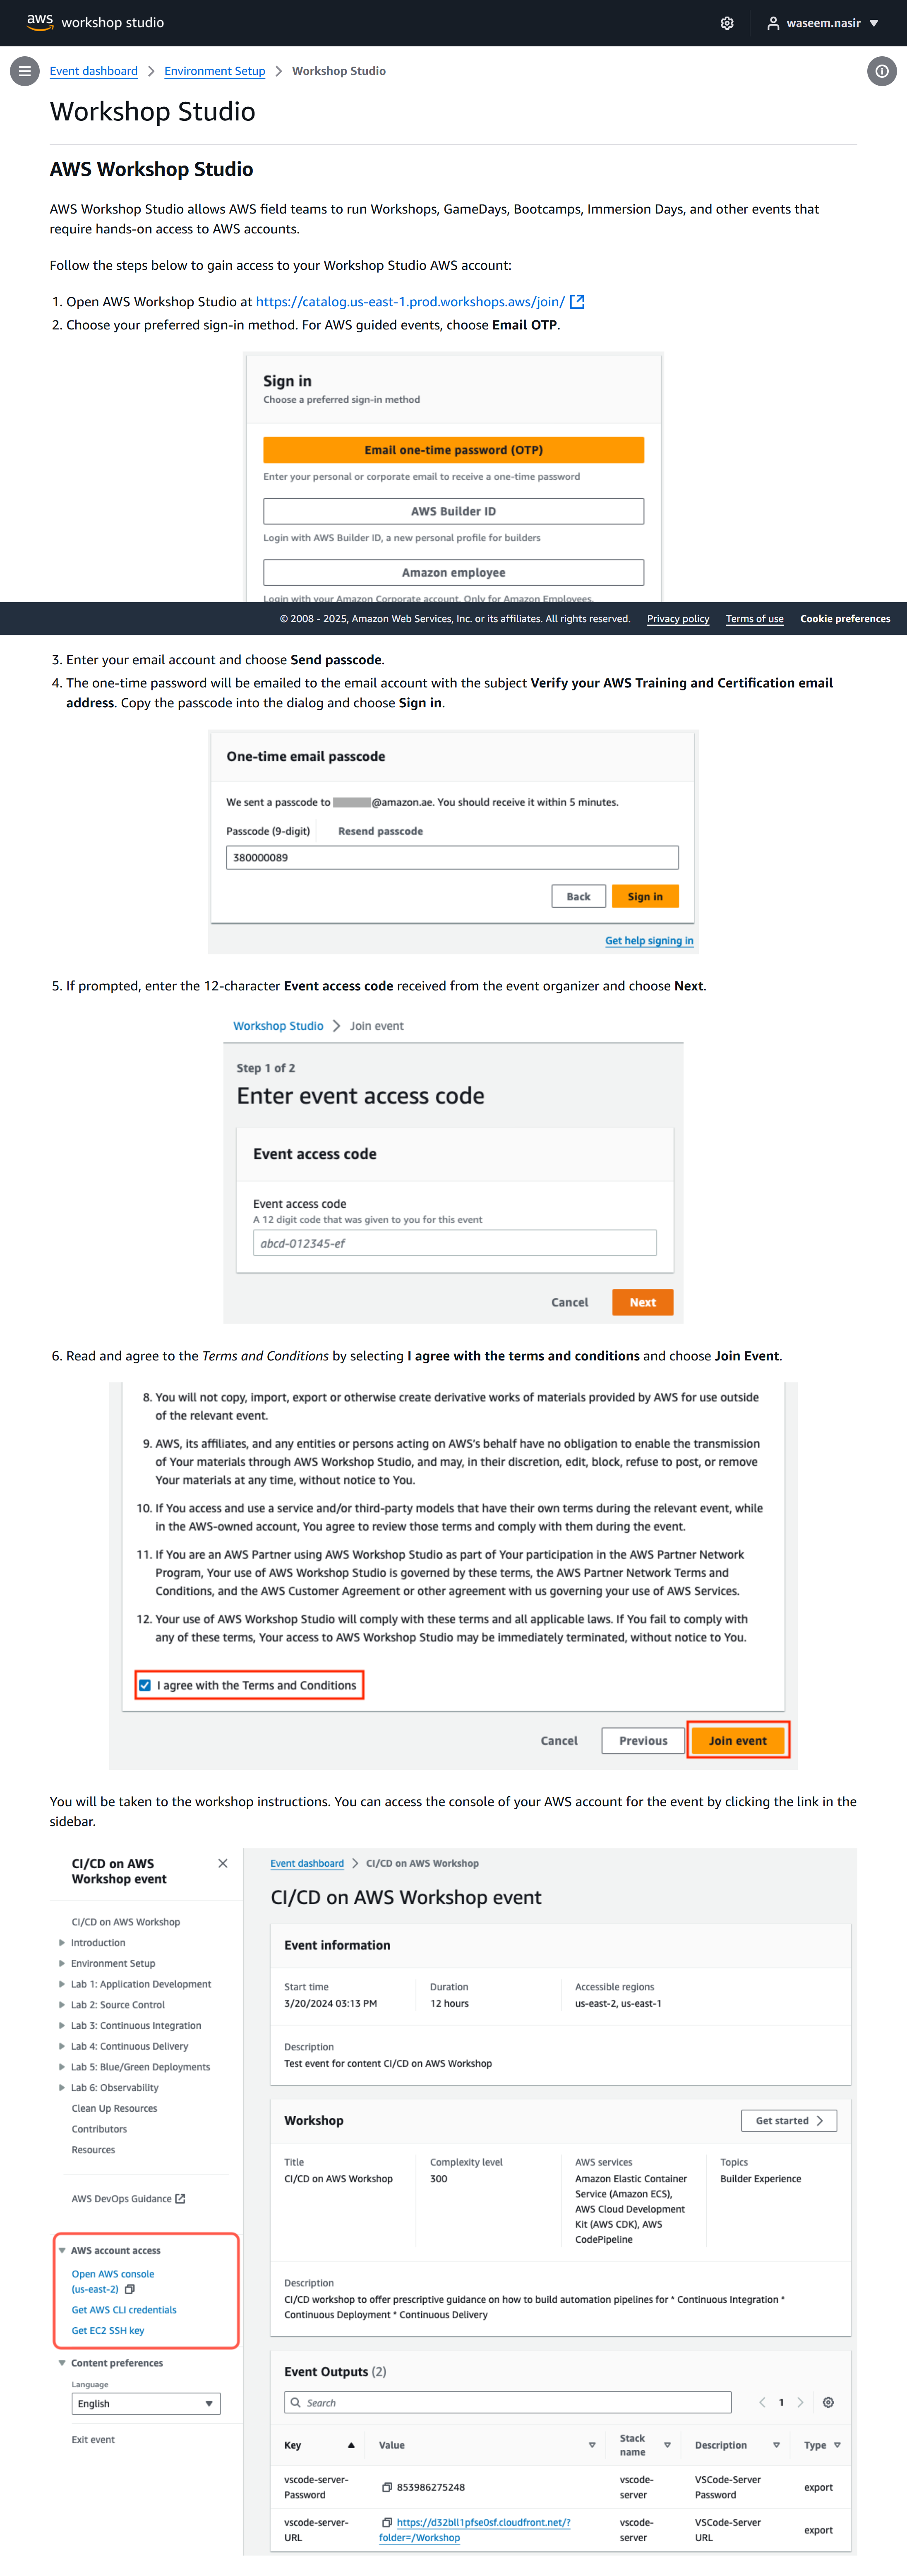 aws workshop studio
waseem.nasir
Event dashboard > Environment Setup > Workshop Studio
Workshop Studio
AWS Workshop Studio
AWS Workshop Studio allows AWS field teams to run Workshops, GameDays, Bootcamps, Immersion Days, and other events that
require hands-on access to AWS accounts.
Follow the steps below to gain access to your Workshop Studio AWS account:
1. Open AWS Workshop Studio at https://catalog.us-east-1.prod.workshops.aws/join/
2. Choose your preferred sign-in method. For AWS guided events, choose Email OTP.
Sign in
Choose a preferred sign-in method
Email one-time password (OTP)
Enter your personal or corporate email to receive a one-time password
AWS Builder ID
Login with AWS Builder ID, a new personal profile for builders
Amazon employee
Login with your Amazon Corporate account. Only for Amazon Employees.
© 2008 - 2025, Amazon Web Services, Inc. or its affiliates. All rights reserved. Privacy policy Terms of use Cookie preferences
3. Enter your email account and choose Send passcode.
4. The one-time password will be emailed to the email account with the subject Verify your AWS Training and Certification email
address. Copy the passcode into the dialog and choose Sign in.
One-time email passcode
We sent a passcode to @amazon.ae. You should receive it within 5 minutes.
Passcode (9-digit) Resend passcode
380000089
Back Sign in
Get help signing in
5. If prompted, enter the 12-character Event access code received from the event organizer and choose Next.
Workshop Studio > Join event
Step 1 of 2
Enter event access code
Event access code
Event access code
A 12 digit code that was given to you for this event
abcd-012345-ef
Cancel Next
6. Read and agree to the Terms and Conditions by selecting I agree with the terms and conditions and choose Join Event.
8. You will not copy, import, export or otherwise create derivative works of materials provided by AWS for use outside
of the relevant event.
9. AWS, its affiliates, and any entities or persons acting on AWS's behalf have no obligation to enable the transmission
of Your materials through AWS Workshop Studio, and may, in their discretion, edit, block, refuse to post, or remove
Your materials at any time, without notice to You.
10. If You access and use a service and/or third-party models that have their own terms during the relevant event, while
in the AWS-owned account, You agree to review those terms and comply with them during the event.
11. If You are an AWS Partner using AWS Workshop Studio as part of Your participation in the AWS Partner Network
Program, Your use of AWS Workshop Studio is governed by these terms, the AWS Partner Network Terms and
Conditions, and the AWS Customer Agreement or other agreement with us governing your use of AWS Services.
12. Your use of AWS Workshop Studio will comply with these terms and all applicable laws. If You fail to comply with
any of these terms, Your access to AWS Workshop Studio may be immediately terminated, without notice to You.
I agree with the Terms and Conditions
Cancel Previous Join event
You will be taken to the workshop instructions. You can access the console of your AWS account for the event by clicking the link in the
sidebar.
CI/CD on AWS
Workshop event
CI/CD on AWS Workshop
Introduction
Environment Setup
Lab 1: Application Development
Lab 2: Source Control
Lab 3: Continuous Integration
Lab 4: Continuous Delivery
Lab 5: Blue/Green Deployments
Lab 6: Observability
Clean Up Resources
Contributors
Resources
AWS DevOps Guidance
AWS account access
Open AWS console
(us-east-2)
Get AWS CLI credentials
Get EC2 SSH key
Content preferences
Language
English
Exit event
Event dashboard > CI/CD on AWS Workshop
CI/CD on AWS Workshop event
Event information
Start time Duration Accessible regions
3/20/2024 03:13 PM 12 hours us-east-2, us-east-1
Description
Test event for content CI/CD on AWS Workshop
Workshop Get started
Title Complexity level AWS services Topics
CI/CD on AWS Workshop 300 Amazon Elastic Container Builder Experience
Service (Amazon ECS),
AWS Cloud Development
Kit (AWS CDK), AWS
CodePipeline
Description
CI/CD workshop to offer prescriptive guidance on how to build automation pipelines for * Continuous Integration *
Continuous Deployment * Continuous Delivery
Event Outputs (2)
Search
1
Key Value Stack name Description Type
vscode-server-Password 853986275248 vscode-server VSCode-Server Password export
vscode-server-URL https://d32bll1pfse0sf.cloudfront.net/?folder=/Workshop vscode-server VSCode-Server URL export